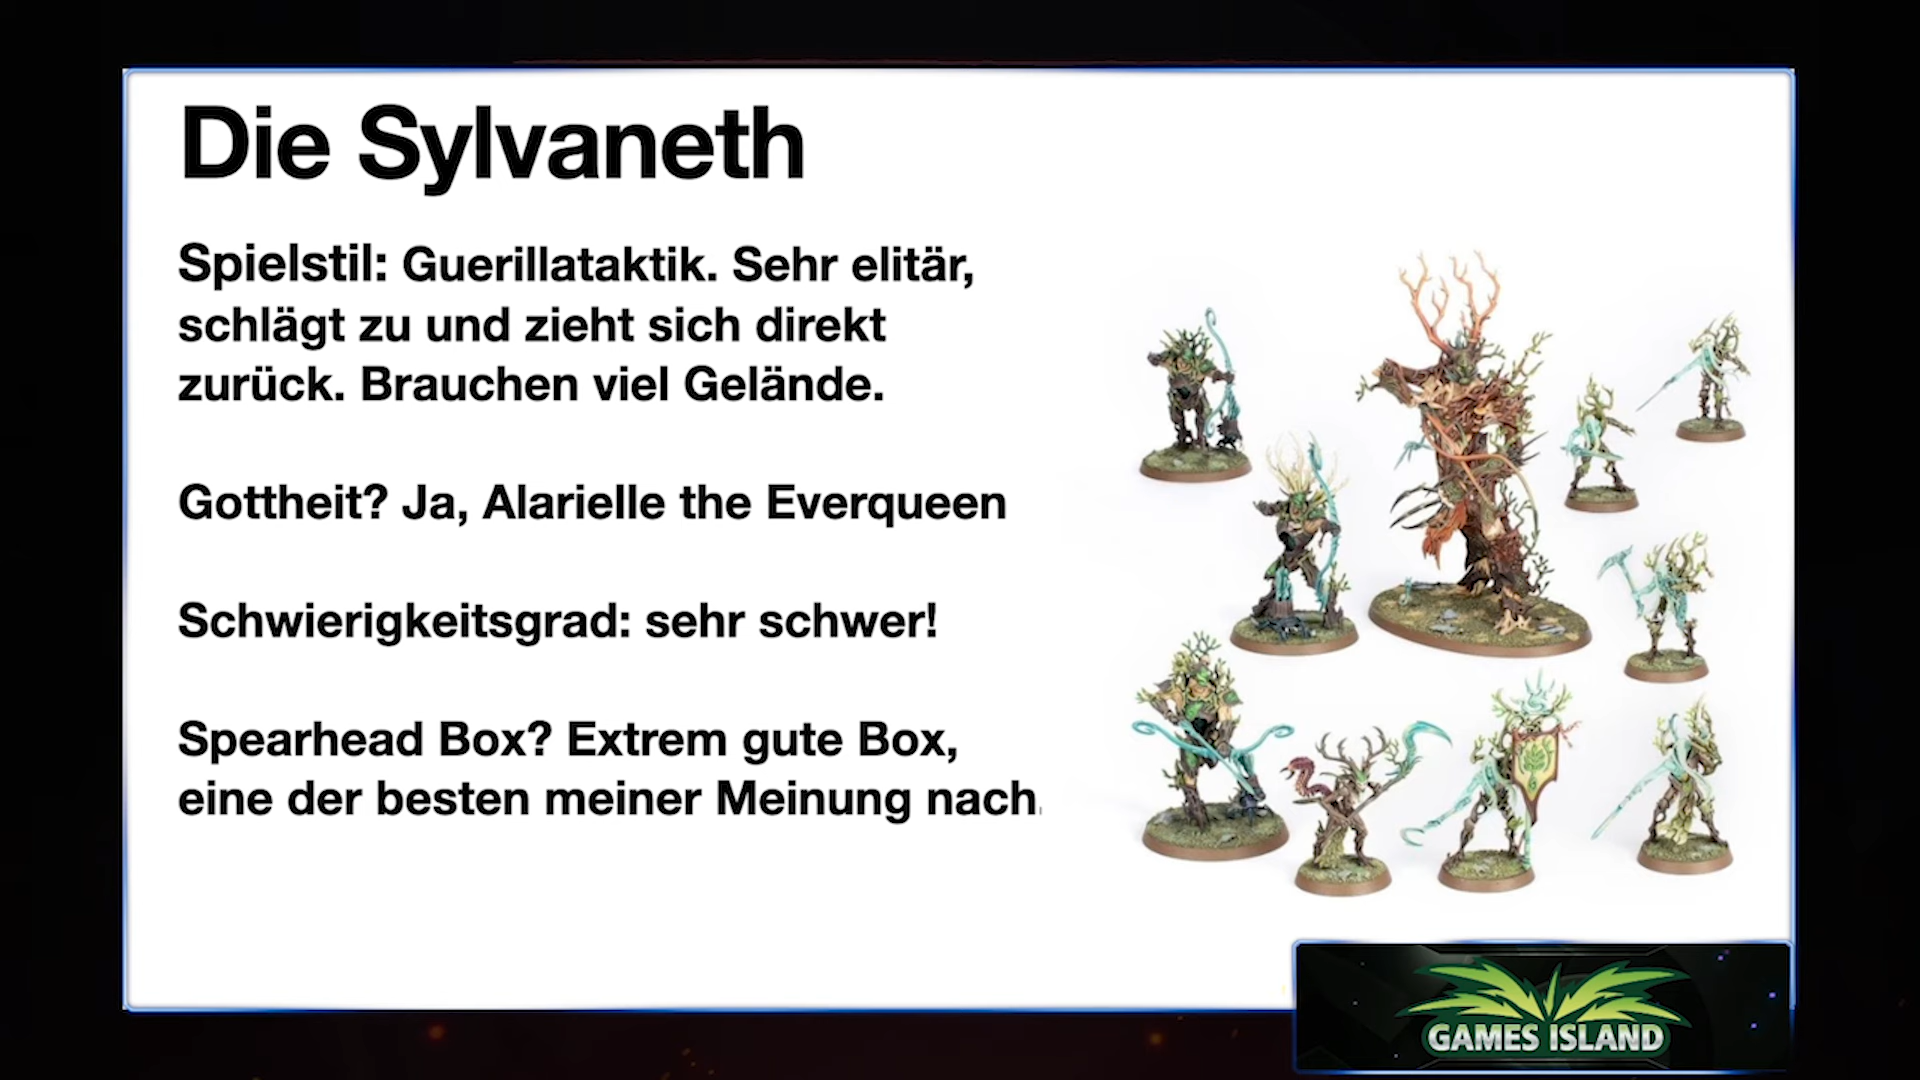 Die Sylvaneth
Spielstil: Guerillataktik. Sehr elitär,
schlägt zu und zieht sich direkt
zurück. Brauchen viel Gelände.
Gottheit? Ja, Alarielle the Everqueen
Schwierigkeitsgrad: sehr schwer!
Spearhead Box? Extrem gute Box,
eine der besten meiner Meinung nach.
GAMES ISLAND